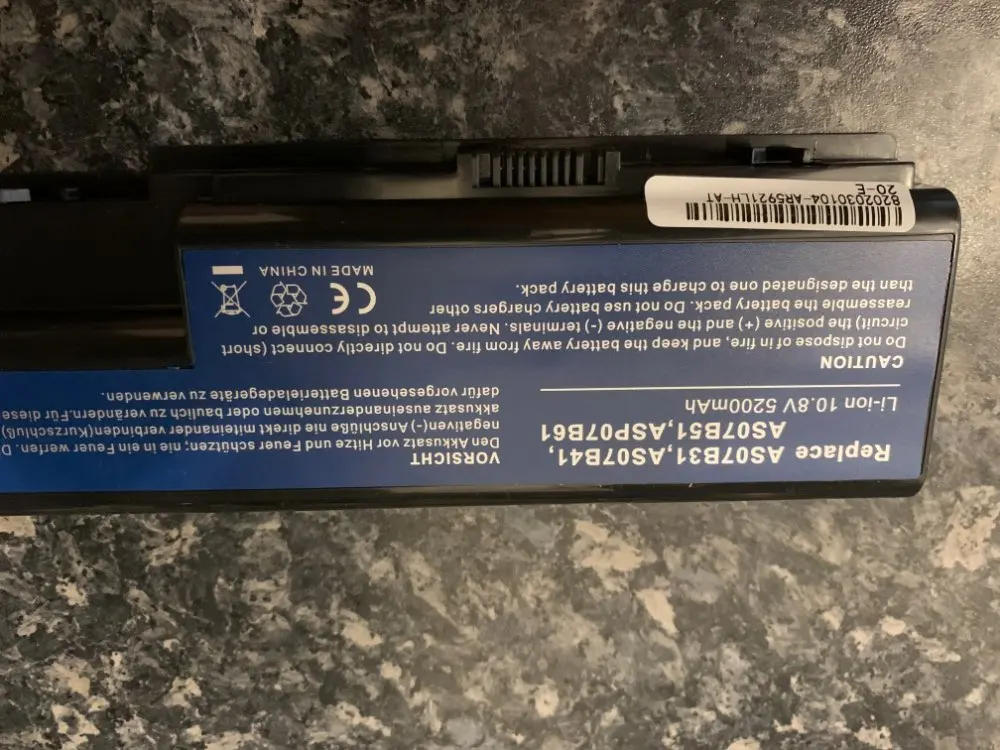 Replace AS07B31,AS07B41,
AS07B51,ASP07B61
Li-ion 10.8V 5200mAh
CAUTION
Do not dispose of in fire, and keep the battery away from fire. Do not directly connect (short
circuit) the positive (+) and the negative (-) terminals. Never attempt to disassemble or
reassemble the battery pack. Do not use battery chargers other
than the designated one to charge this battery pack.
CE
MADE IN CHINA
VORSICHT
Den Akkusatz vor Hitze und Feuer schützen; nie in ein Feuer werfen. D
negativen(-) Anschlüße nie direkt miteinander verbinden(Kurzschluß)
akkusatz auseinanderzunehmen oder baulich zu verändern.Für diese
dafür vorgesehenen Batterieladegeräte zu verwenden.
B202030104-AR5921LH-AT
20-E